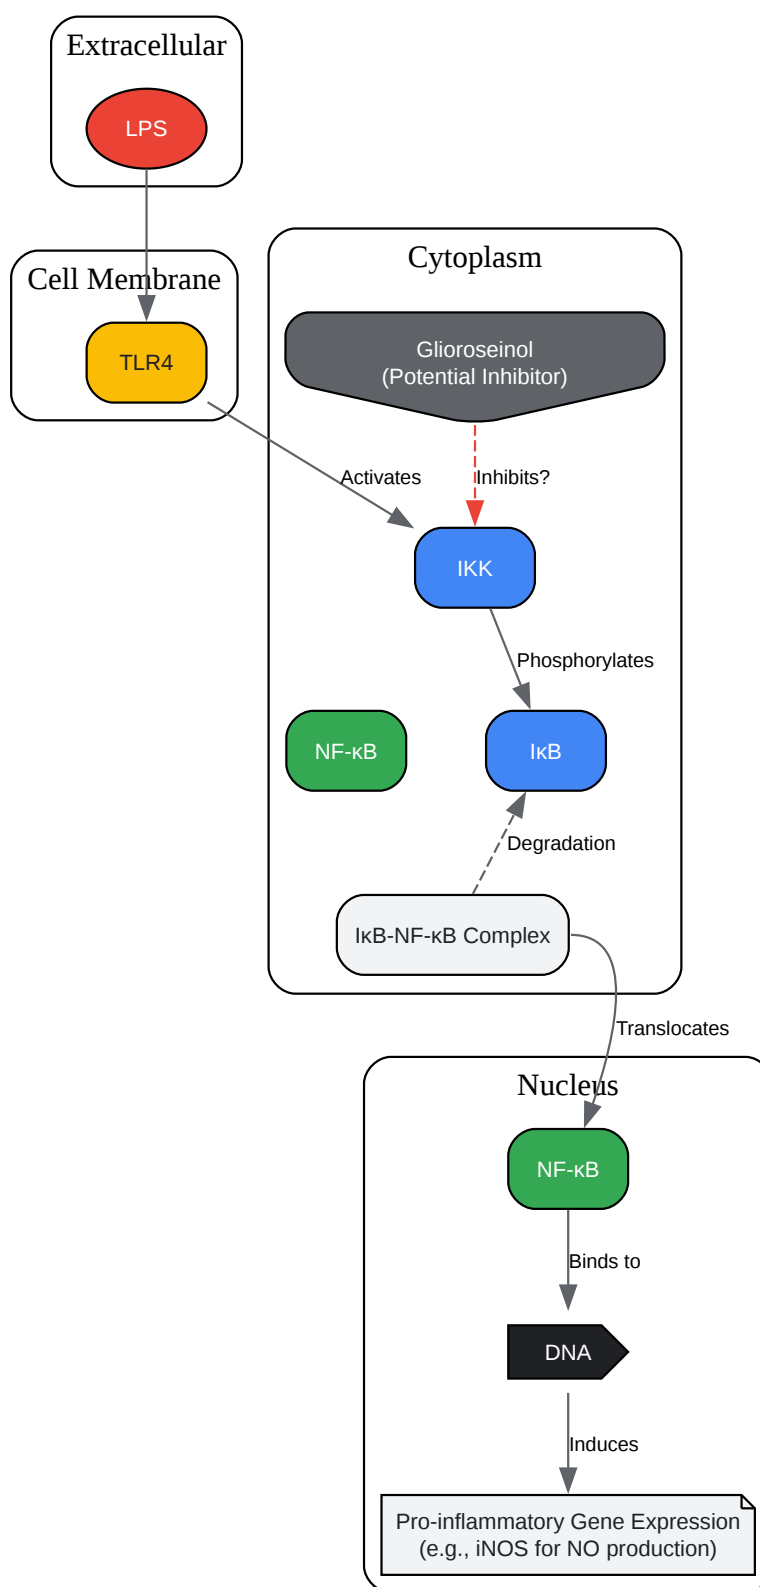 Extracellular
LPS
Cell Membrane
TLR4
Cytoplasm
Glioroseinol
(Potential Inhibitor)
Activates
Inhibits?
IKK
Phosphorylates
NF-κB
IκB
Degradation
IκB-NF-κB Complex
Translocates
Nucleus
NF-κB
Binds to
DNA
Induces
Pro-inflammatory Gene Expression
(e.g., iNOS for NO production)